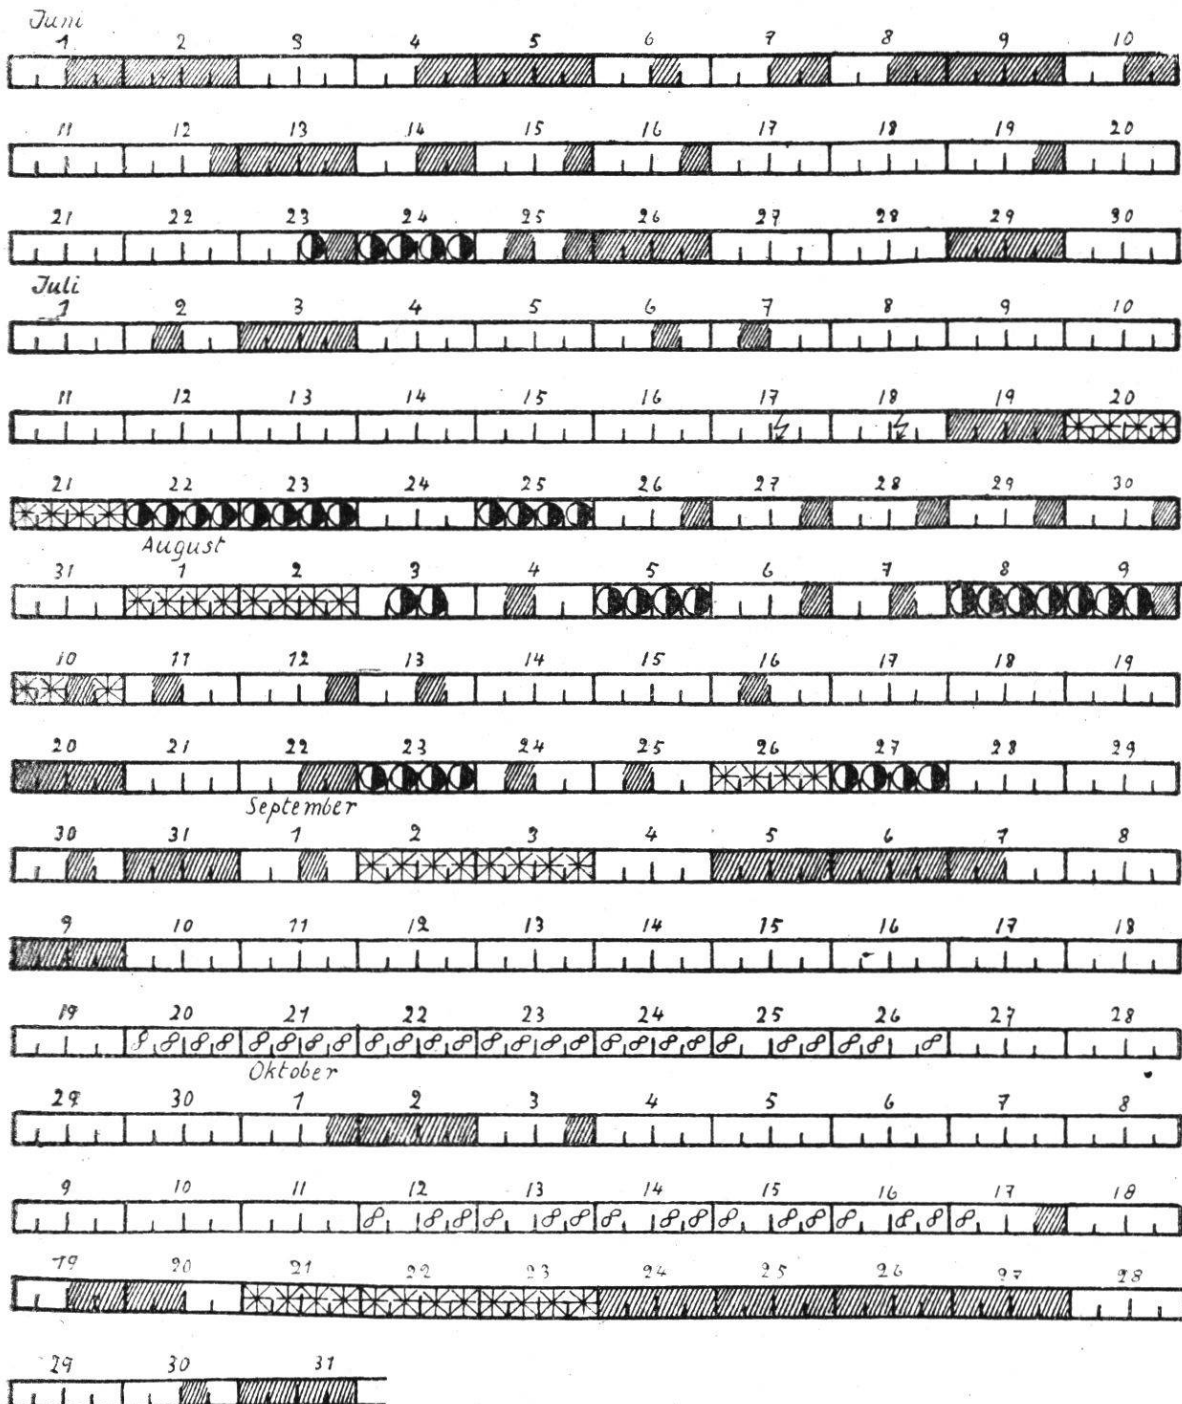 Juni
1 2 3 4 5 6 7 8 9 10
11 12 13 14 15 16 17 18 19 20
21 22 23 24 25 26 27 28 29 30
Juli
1 2 3 4 5 6 7 8 9 10
11 12 13 14 15 16 17 18 19 20
21 22 23 24 25 26 27 28 29 30
August
31 1 2 3 4 5 6 7 8 9
10 11 12 13 14 15 16 17 18 19
20 21 22 23 24 25 26 27 28 29
September
30 31 1 2 3 4 5 6 7 8
9 10 11 12 13 14 15 16 17 18
19 20 21 22 23 24 25 26 27 28
Oktober
29 30 1 2 3 4 5 6 7 8
9 10 11 12 13 14 15 16 17 18
19 20 21 22 23 24 25 26 27 28
29 30 31